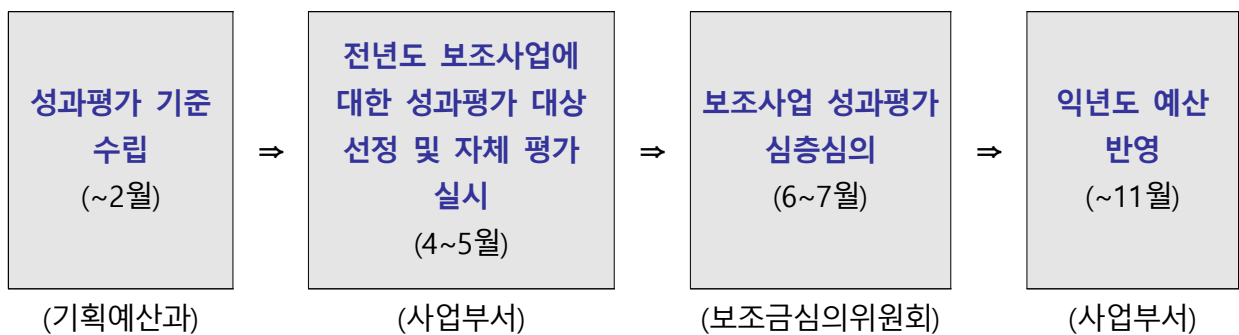 성과평가 기준
수립
(~2월)
⇒
전년도 보조사업에
대한 성과평가 대상
선정 및 자체 평가
실시
(4~5월)
⇒
보조사업 성과평가
심층심의
(6~7월)
⇒
익년도 예산
반영
(~11월)
(기획예산과)
(사업부서)
(보조금심의위원회)
(사업부서)